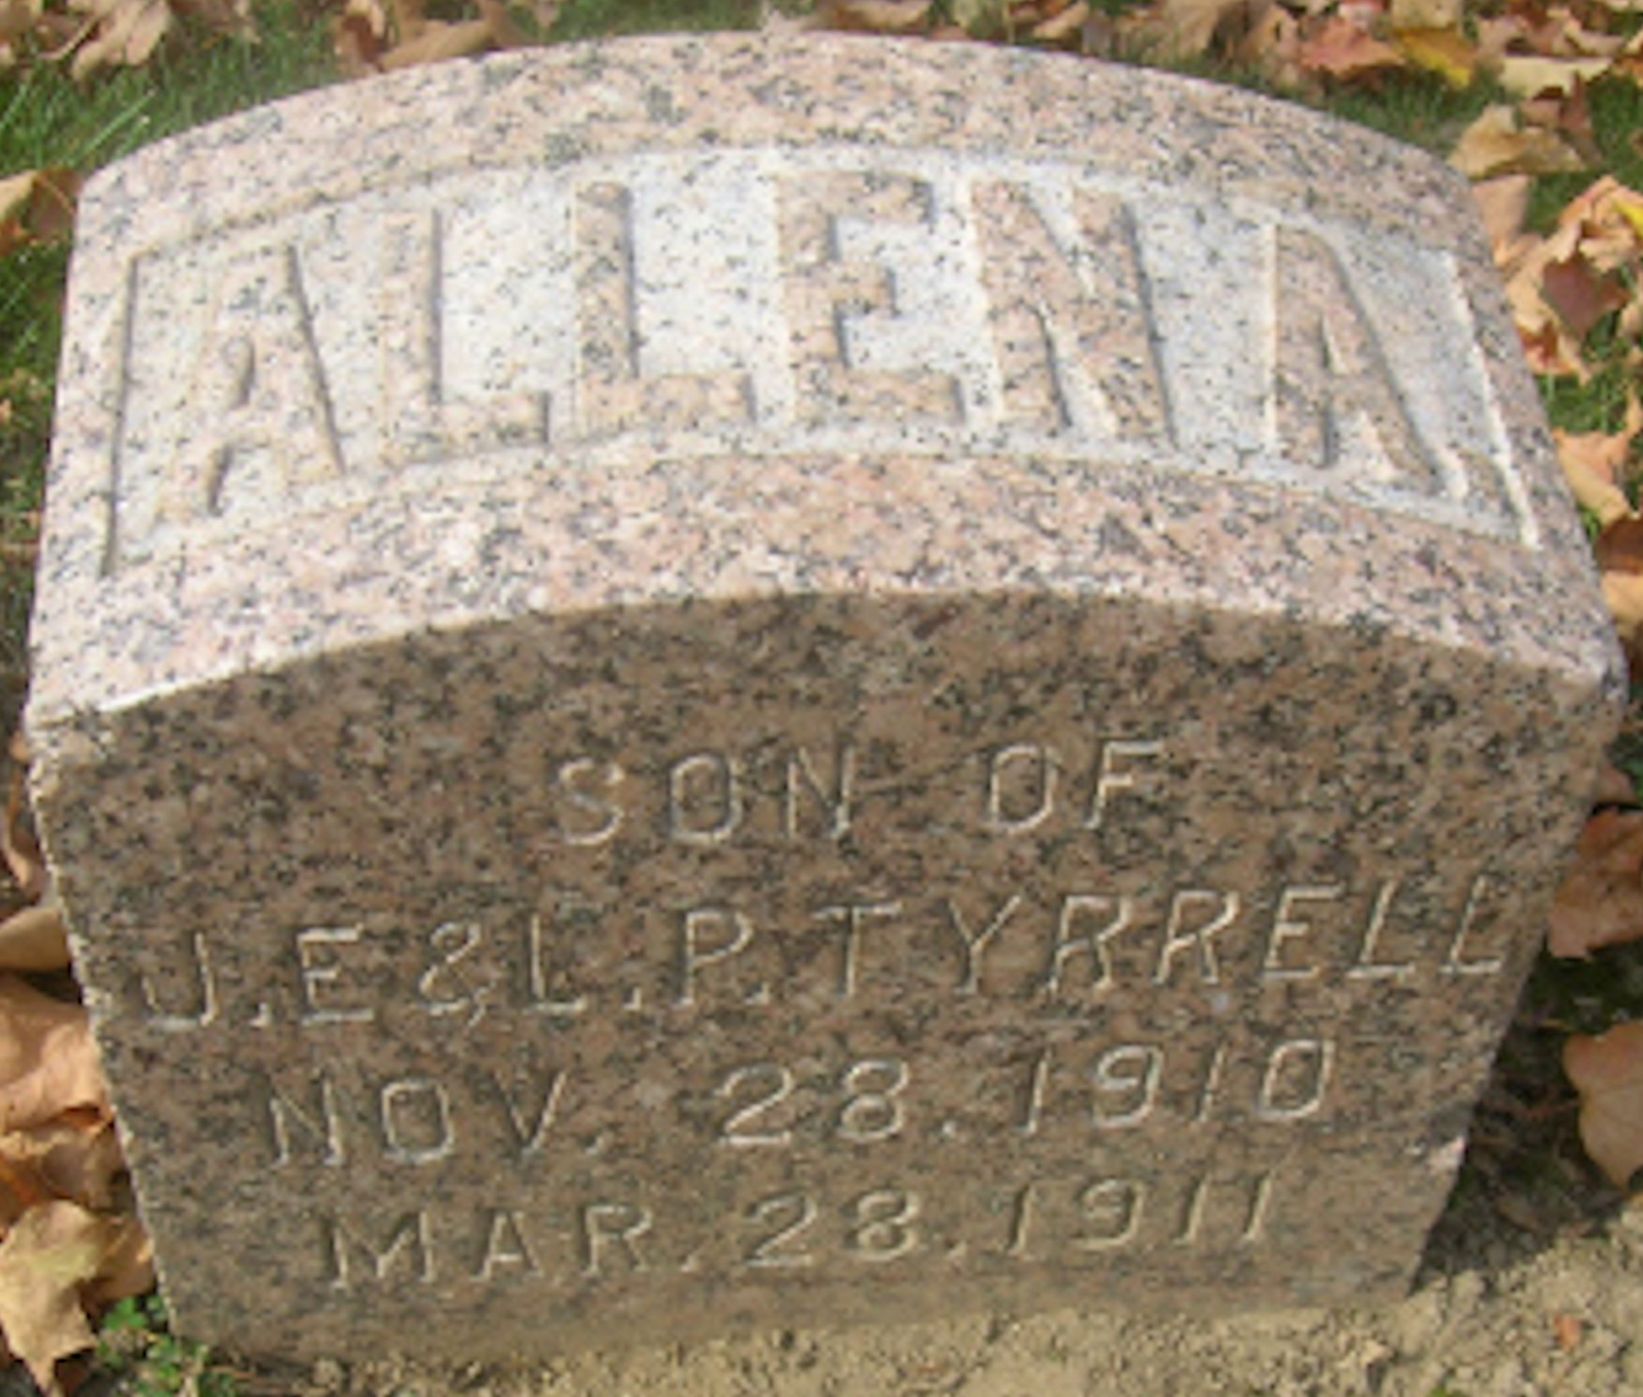 ALLEN A.
SON OF
J.E & L.P. TYRRELL
NOV. 28. 1910
MAR. 28. 1911